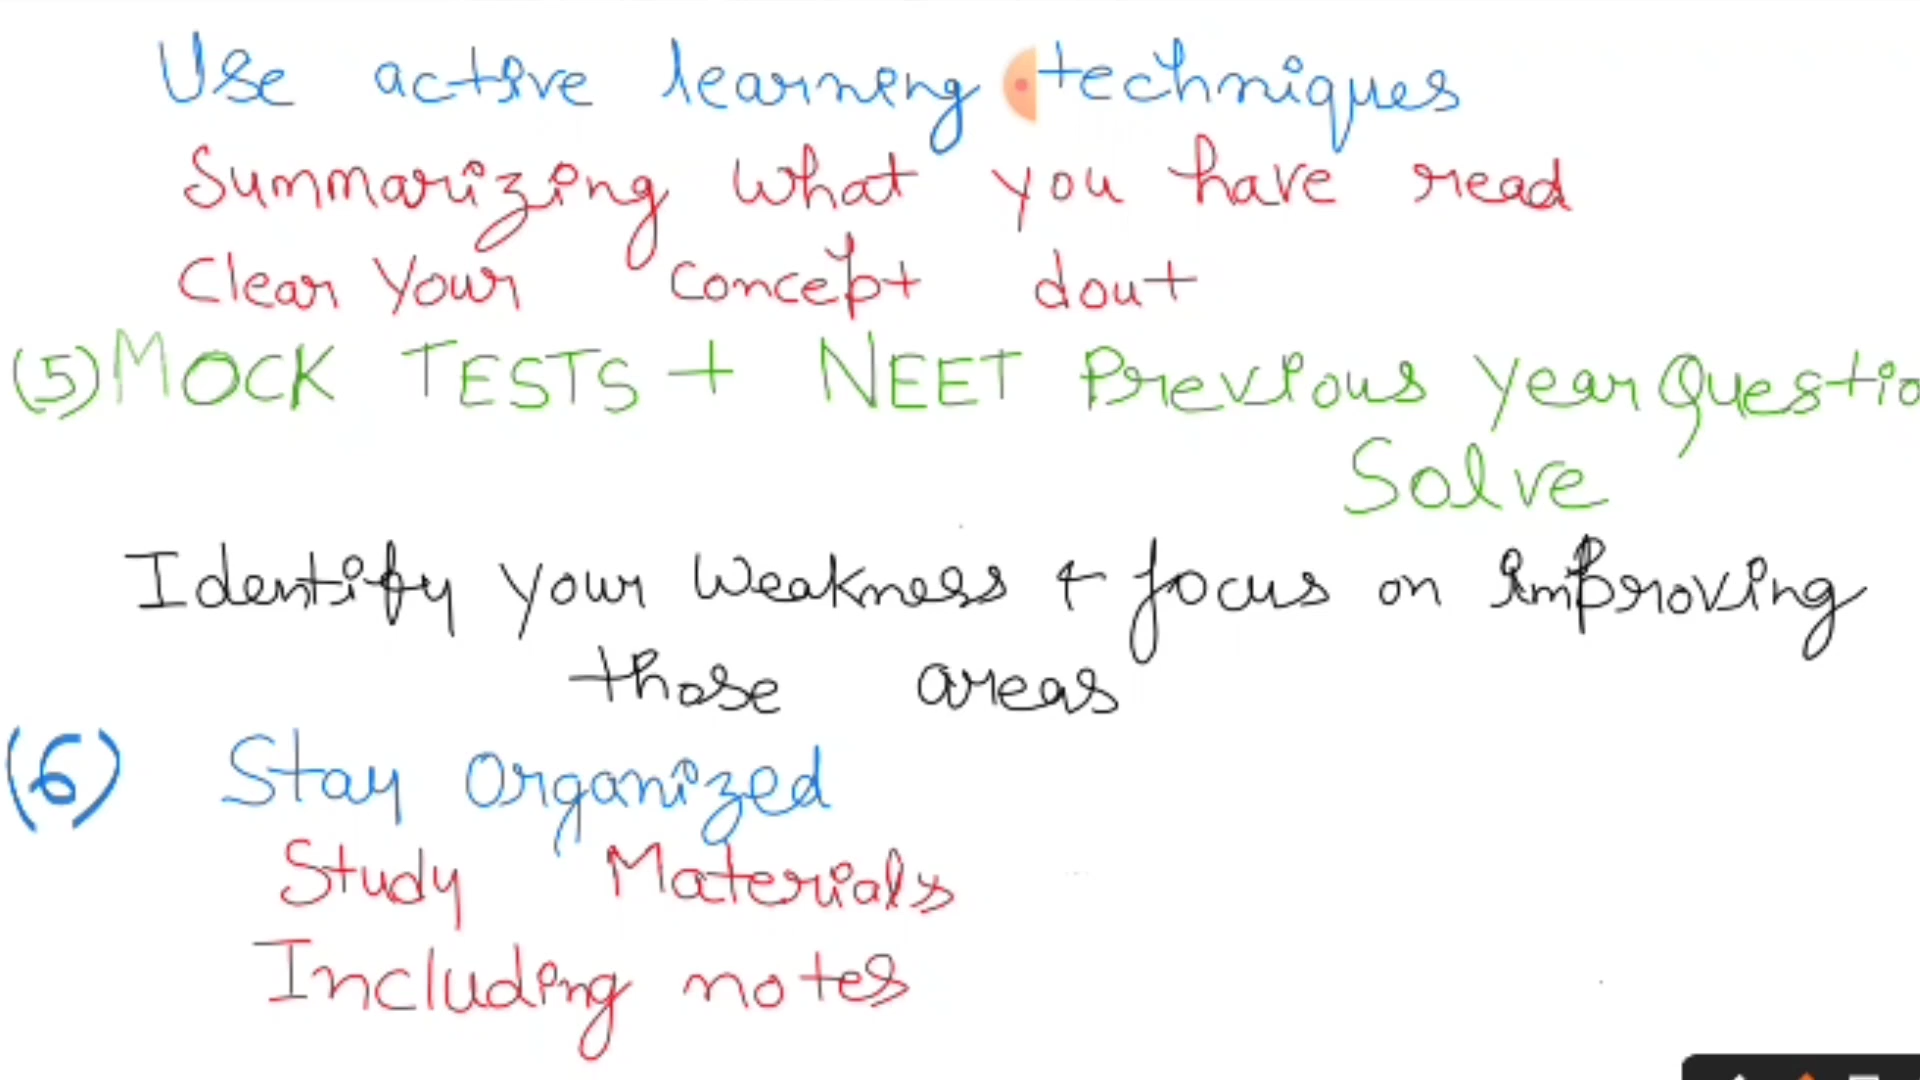 Use active learning techniques
Summarizing what you have read
Clear Your concept dout
(5) MOCK TESTS + NEET Previous Year Questio
Solve
Identify your Weakness + focus on improving
those areas
(6) Stay organized
Study Materials
Including notes